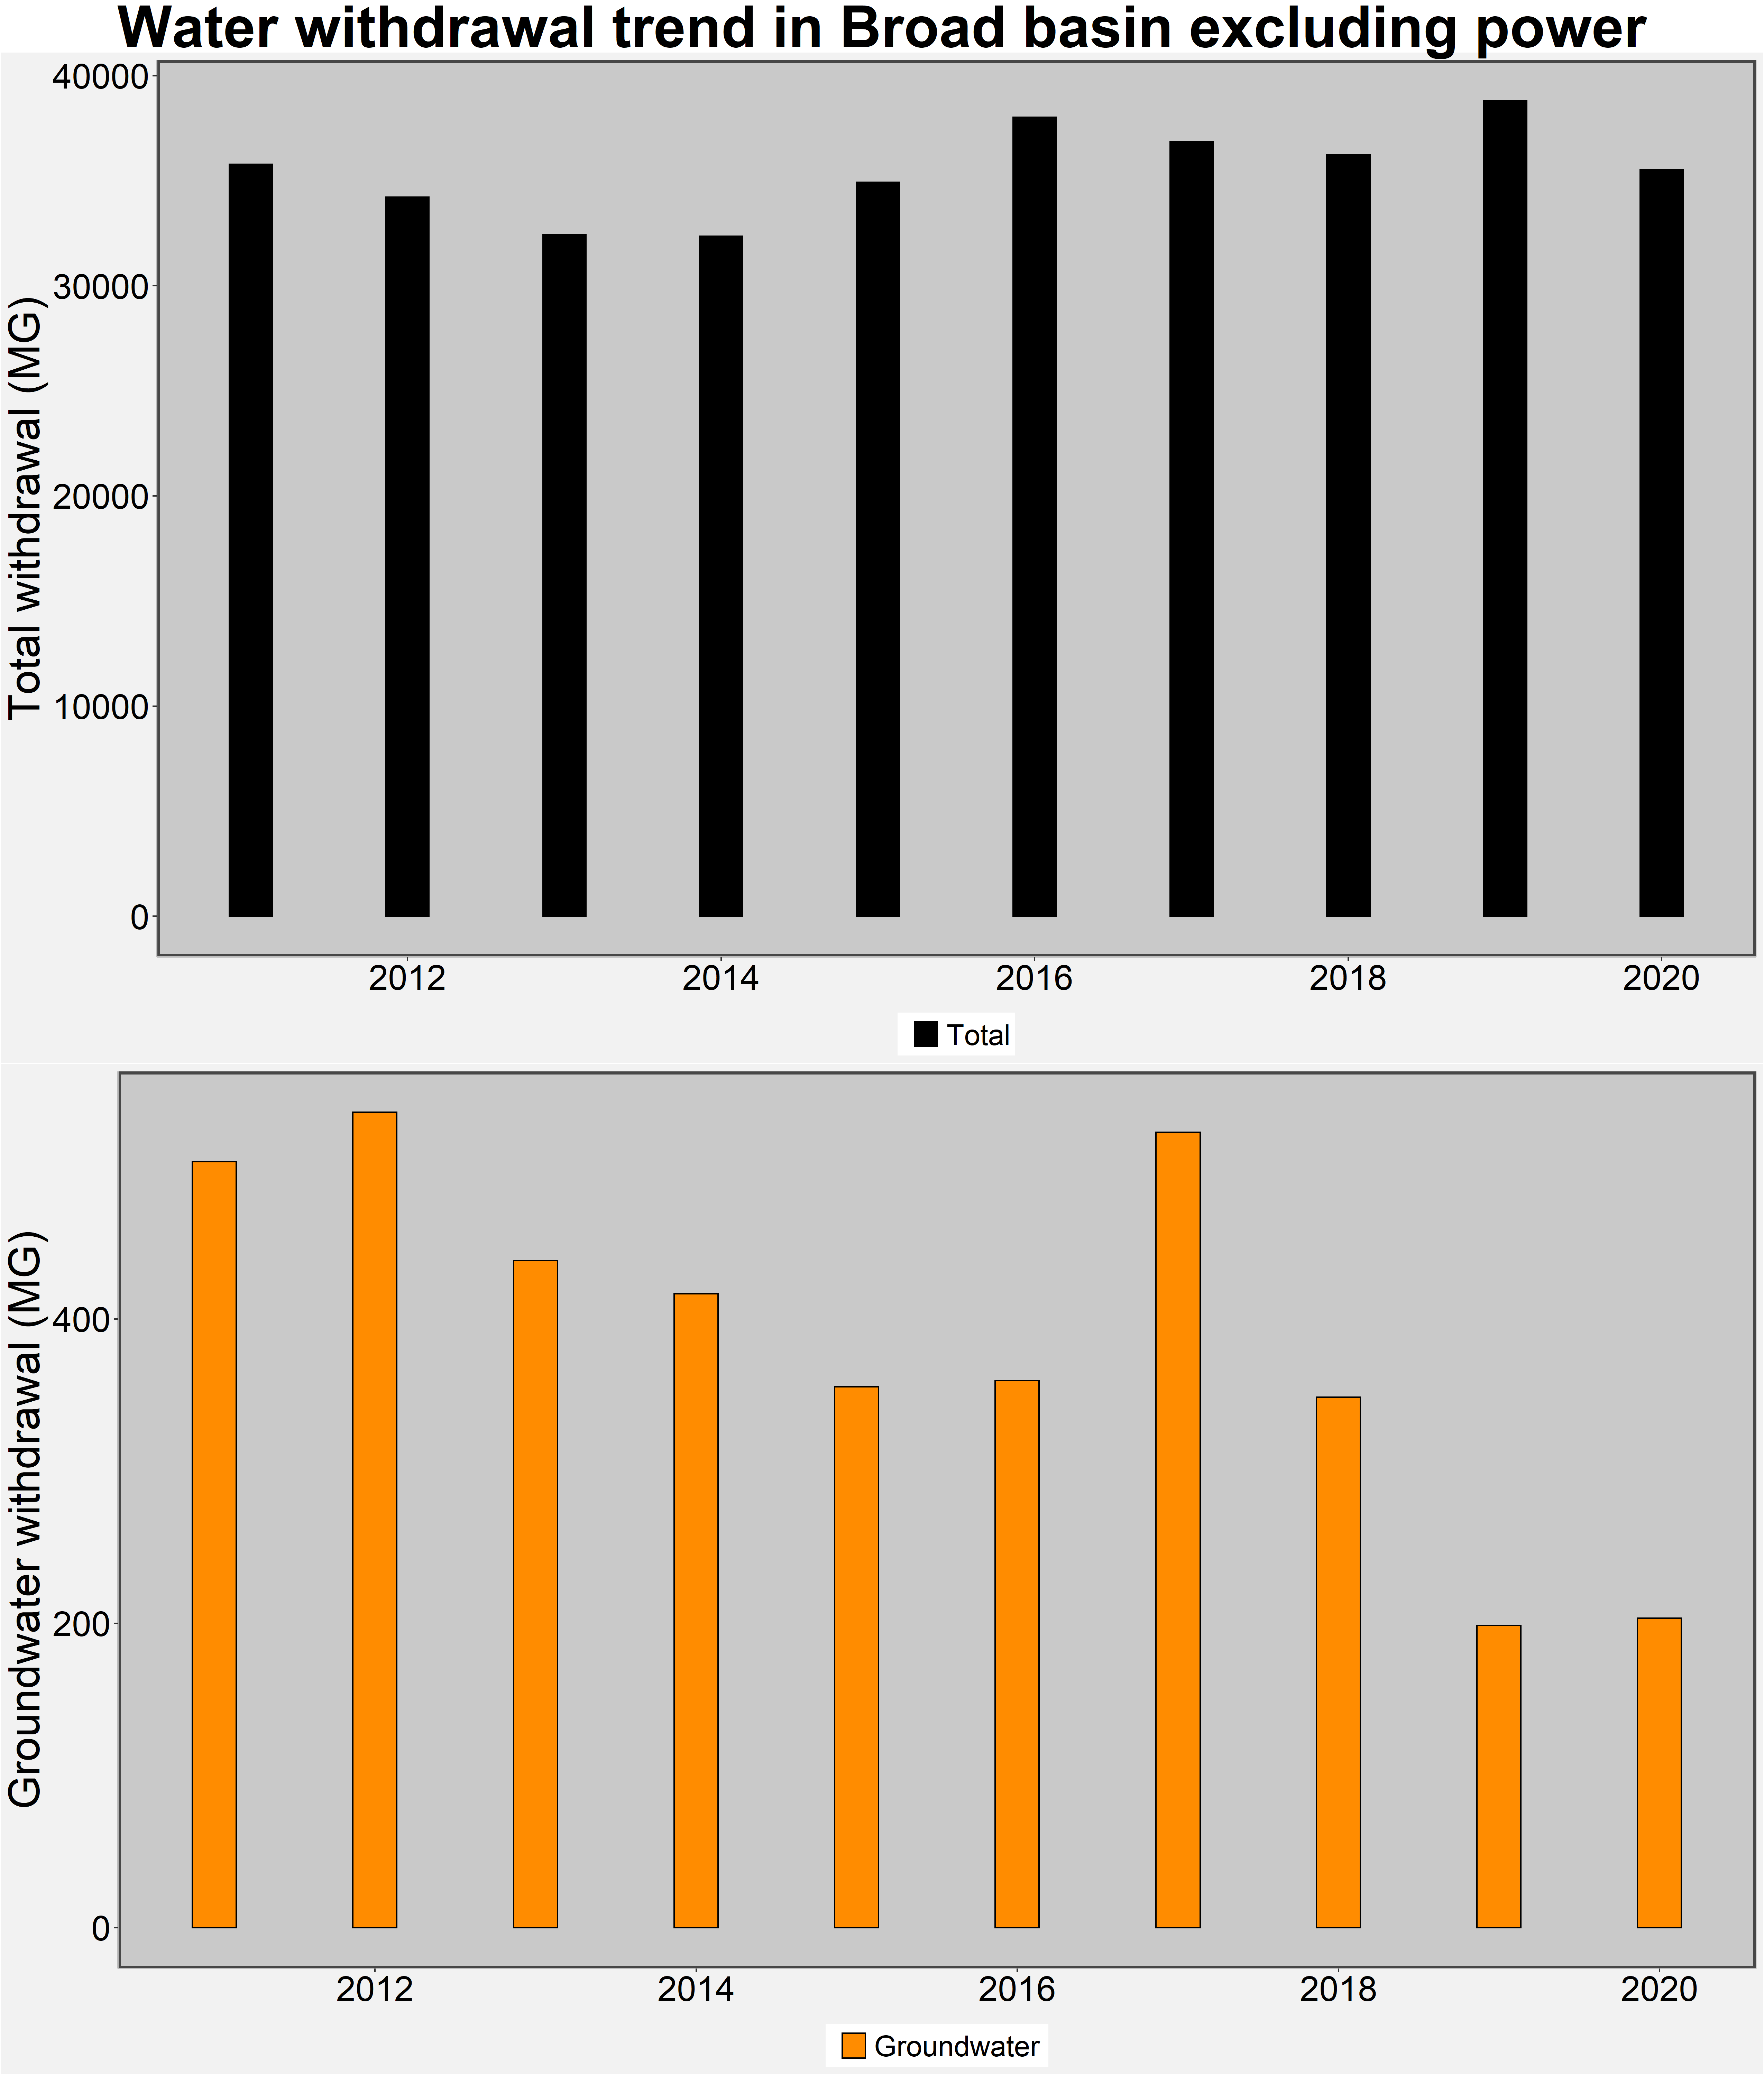 Water withdrawal trend in Broad basin excluding power
Total withdrawal (MG)
40000
30000
20000
10000
0
2012 2014 2016 2018 2020
Total
Groundwater withdrawal (MG)
400
200
0
2012 2014 2016 2018 2020
Groundwater